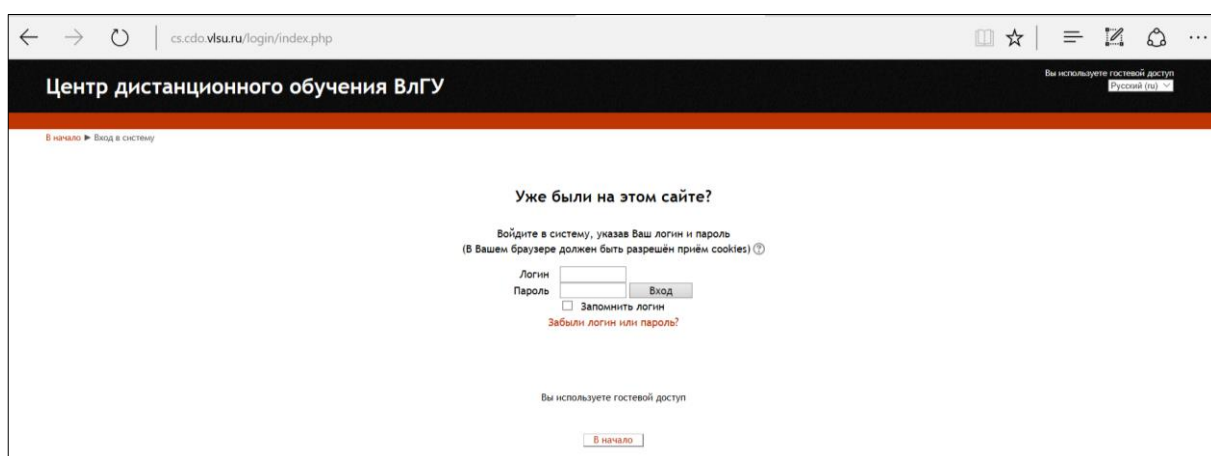 cs.cdo.vlsu.ru/login/index.php
Центр дистанционного обучения ВлГУ
Вы используете гостевой доступ
Русский (ru)
В начало ► Вход в систему
Уже были на этом сайте?
Войдите в систему, указав Ваш логин и пароль
(В Вашем браузере должен быть разрешён приём cookies) ?
Логин
Пароль Вход
Запомнить логин
Забыли логин или пароль?
Вы используете гостевой доступ
В начало